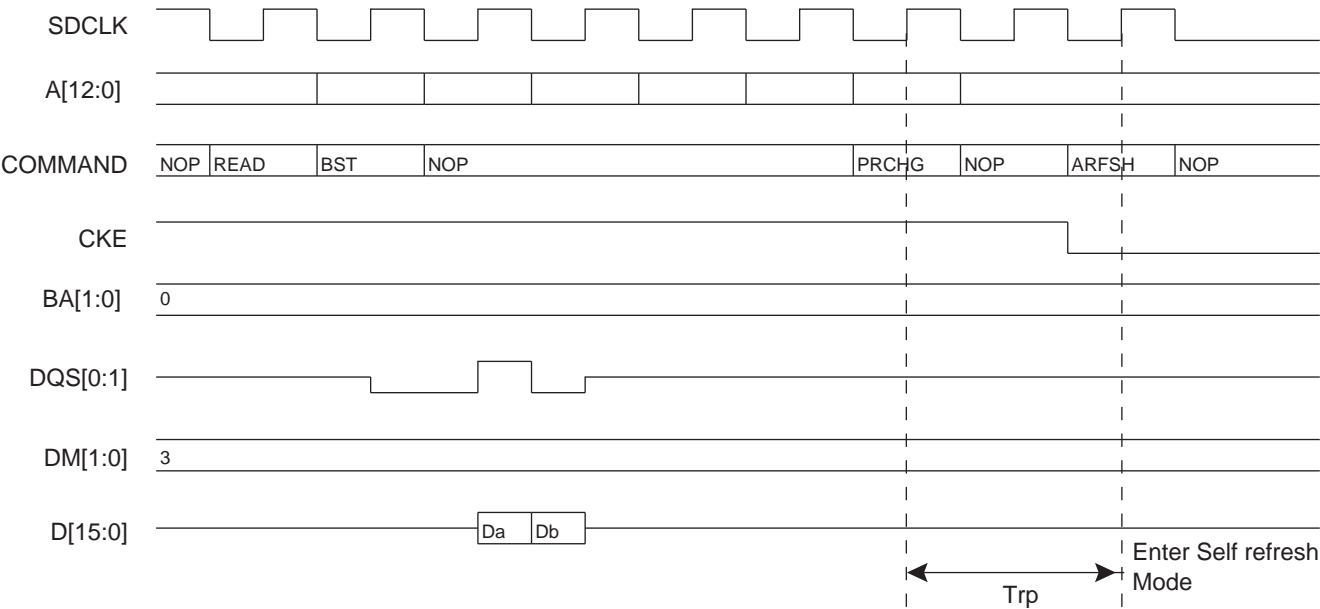 SDCLK
A[12:0]
COMMAND NOP READ BST NOP PRCHG NOP ARFSH NOP
CKE
BA[1:0] 0
DQS[0:1]
DM[1:0] 3
D[15:0] Da Db
Enter Self refresh
Mode
Trp